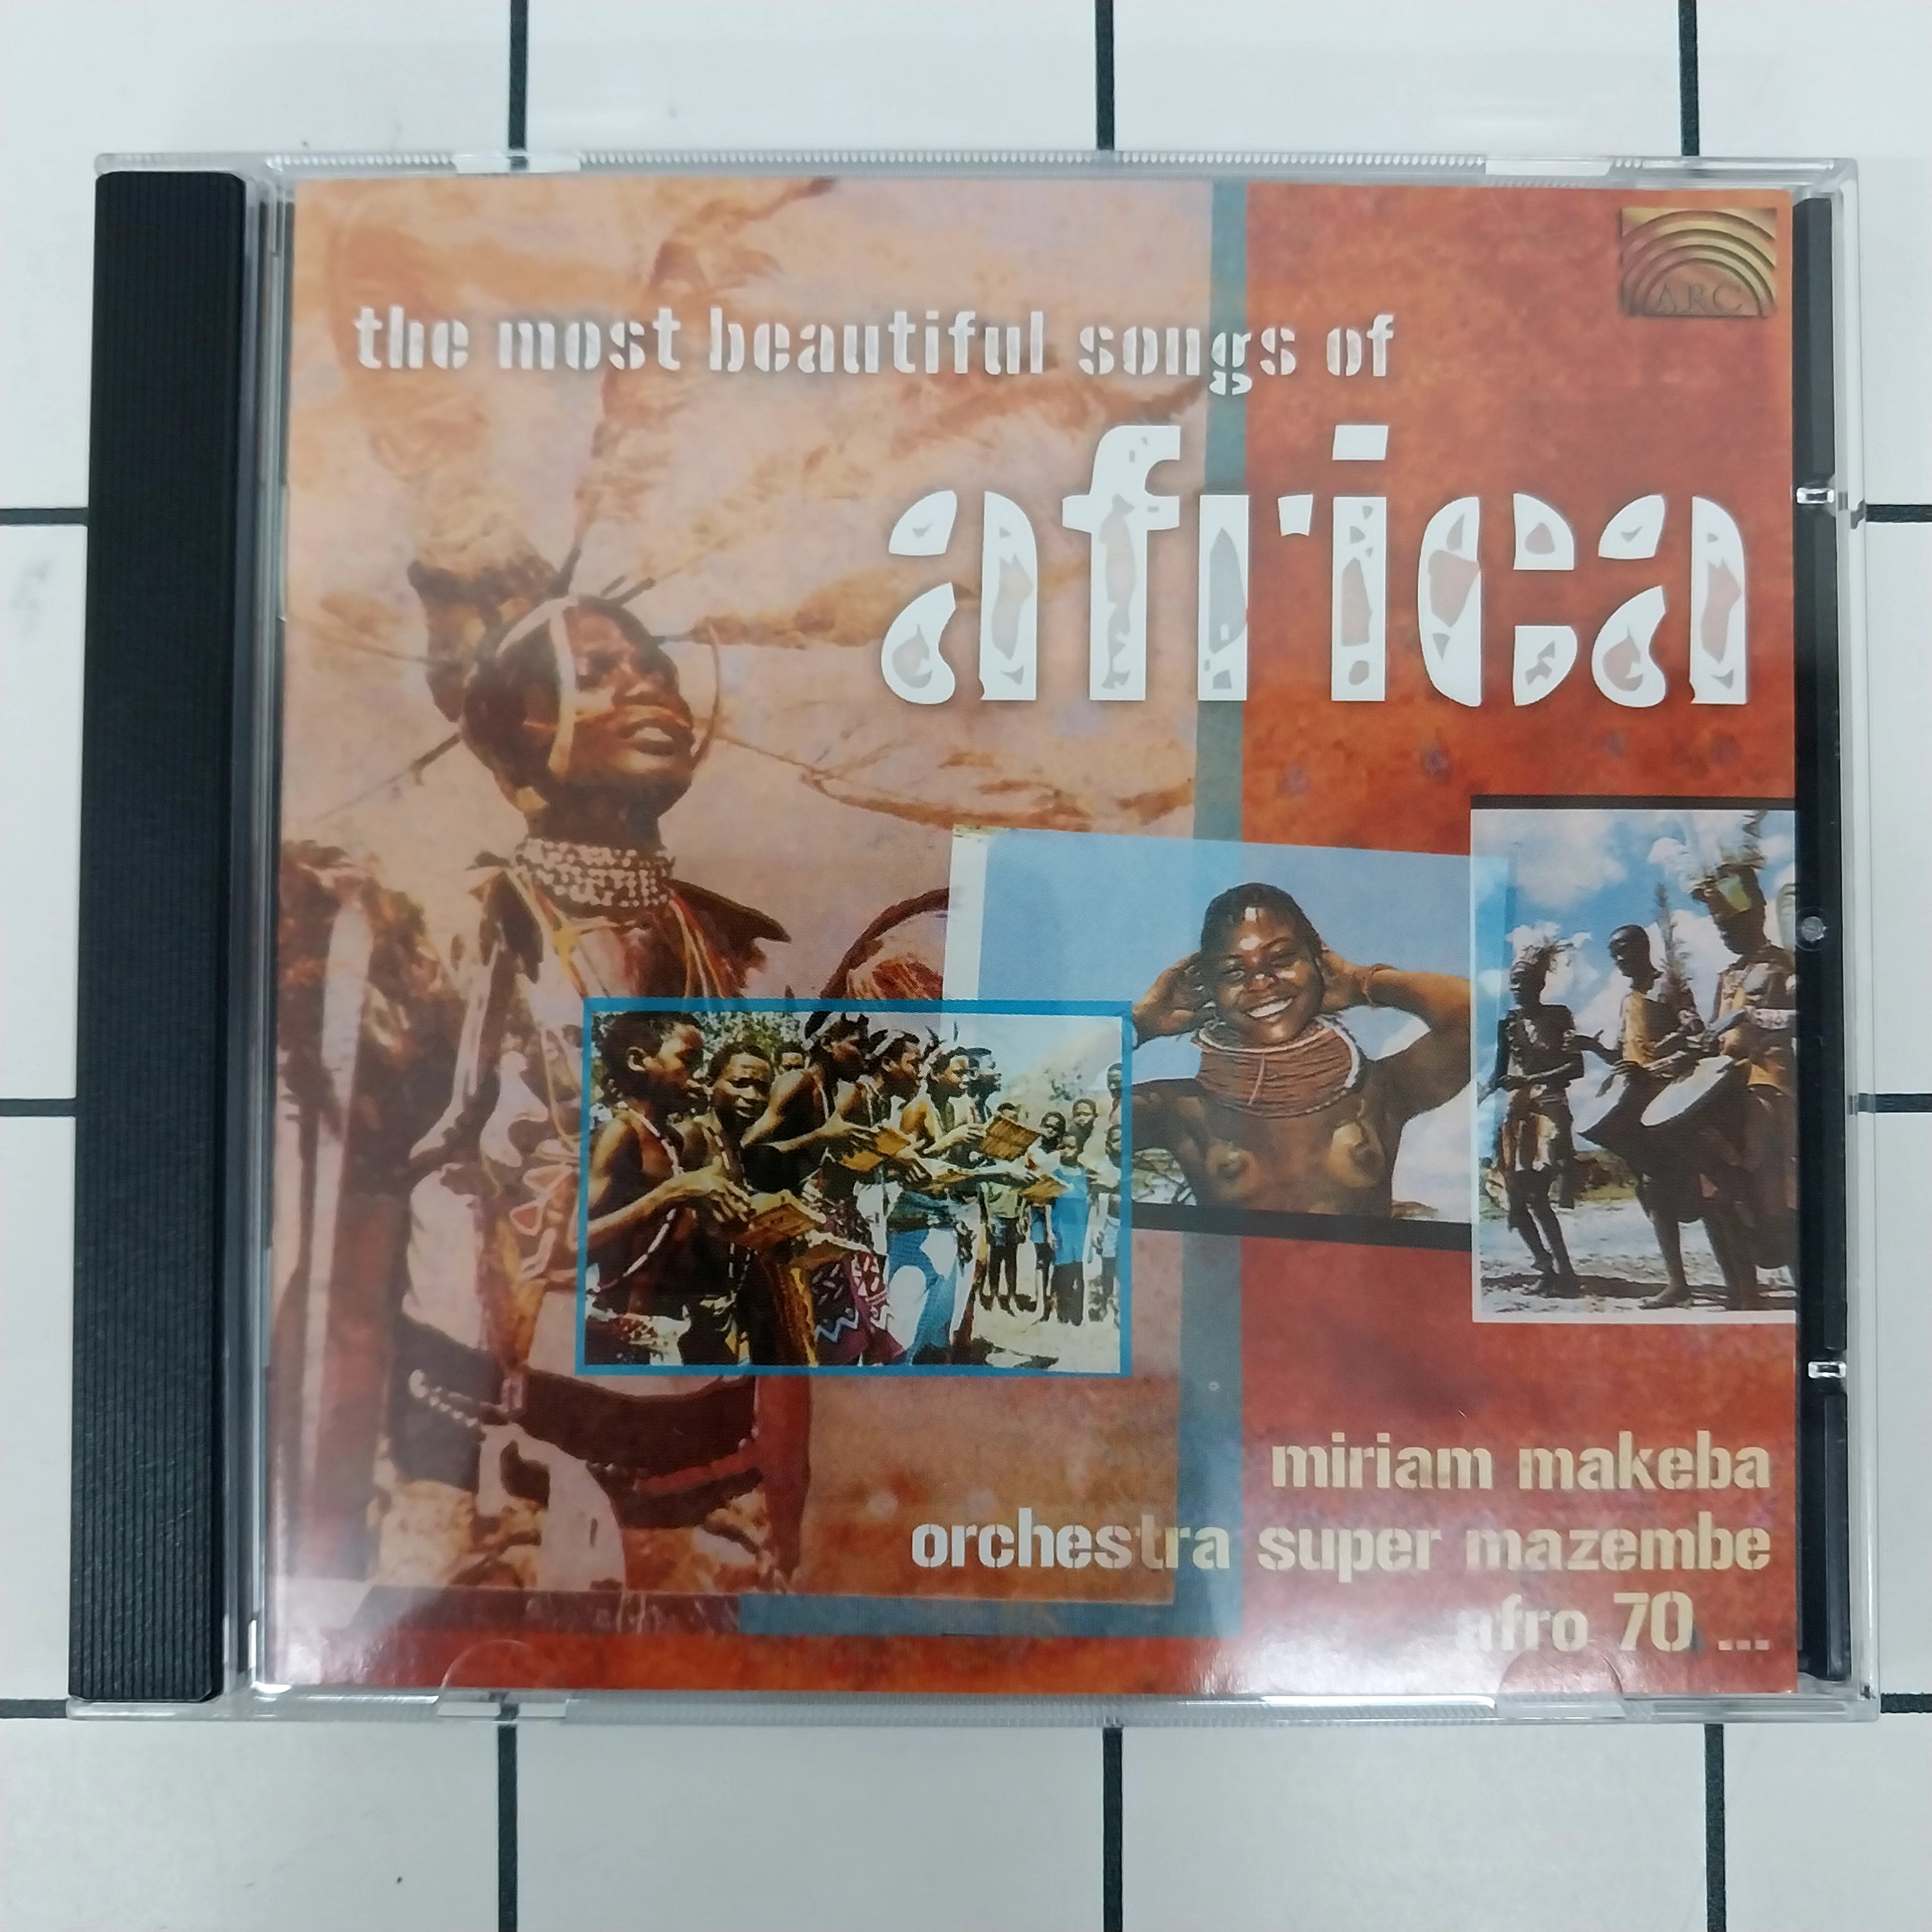 ARC
the most beautiful songs of
africa
miriam makeba
orchestra super mazembe
afro 70 ...